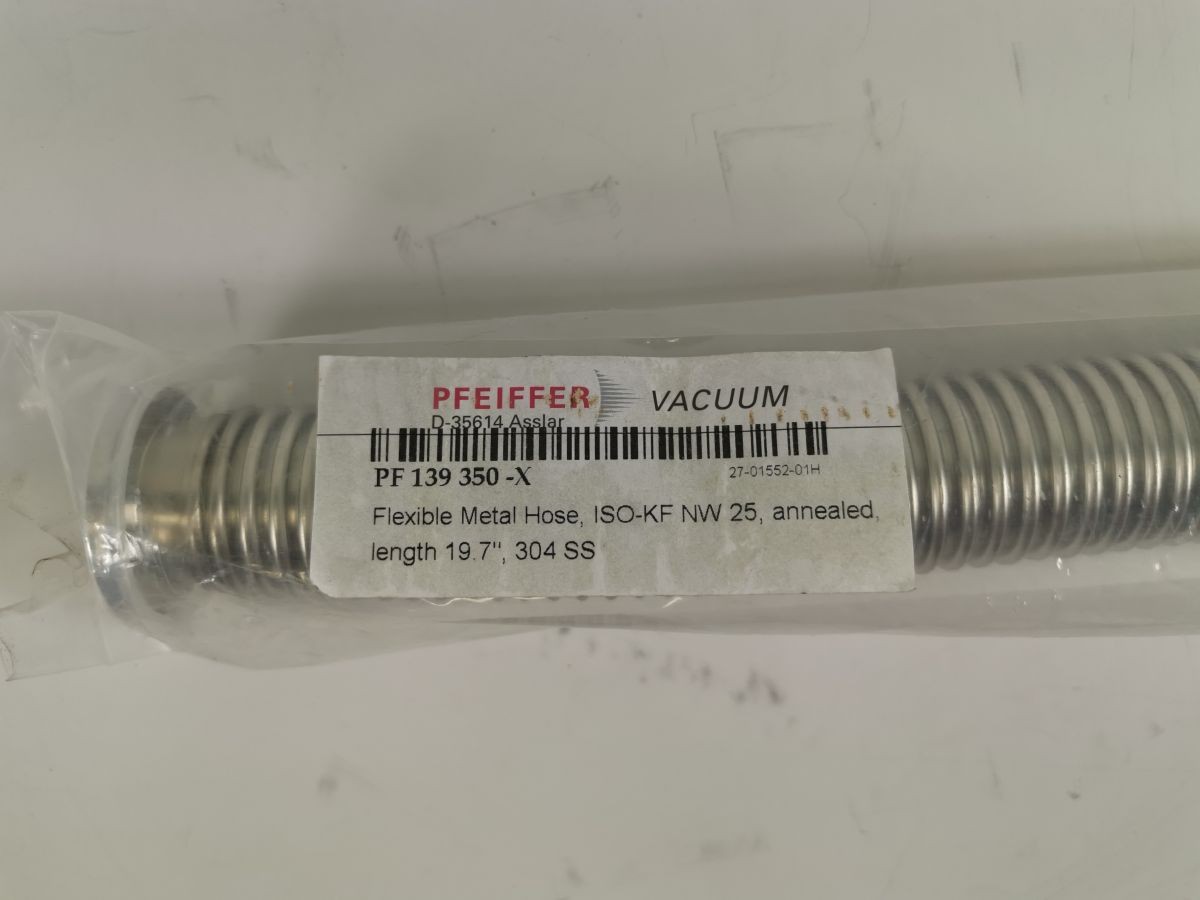 PFEIFFER VACUUM
D-35614 Asslar
PF 139 350 -X
27-01552-01H
Flexible Metal Hose, ISO-KF NW 25, annealed,
length 19.7", 304 SS